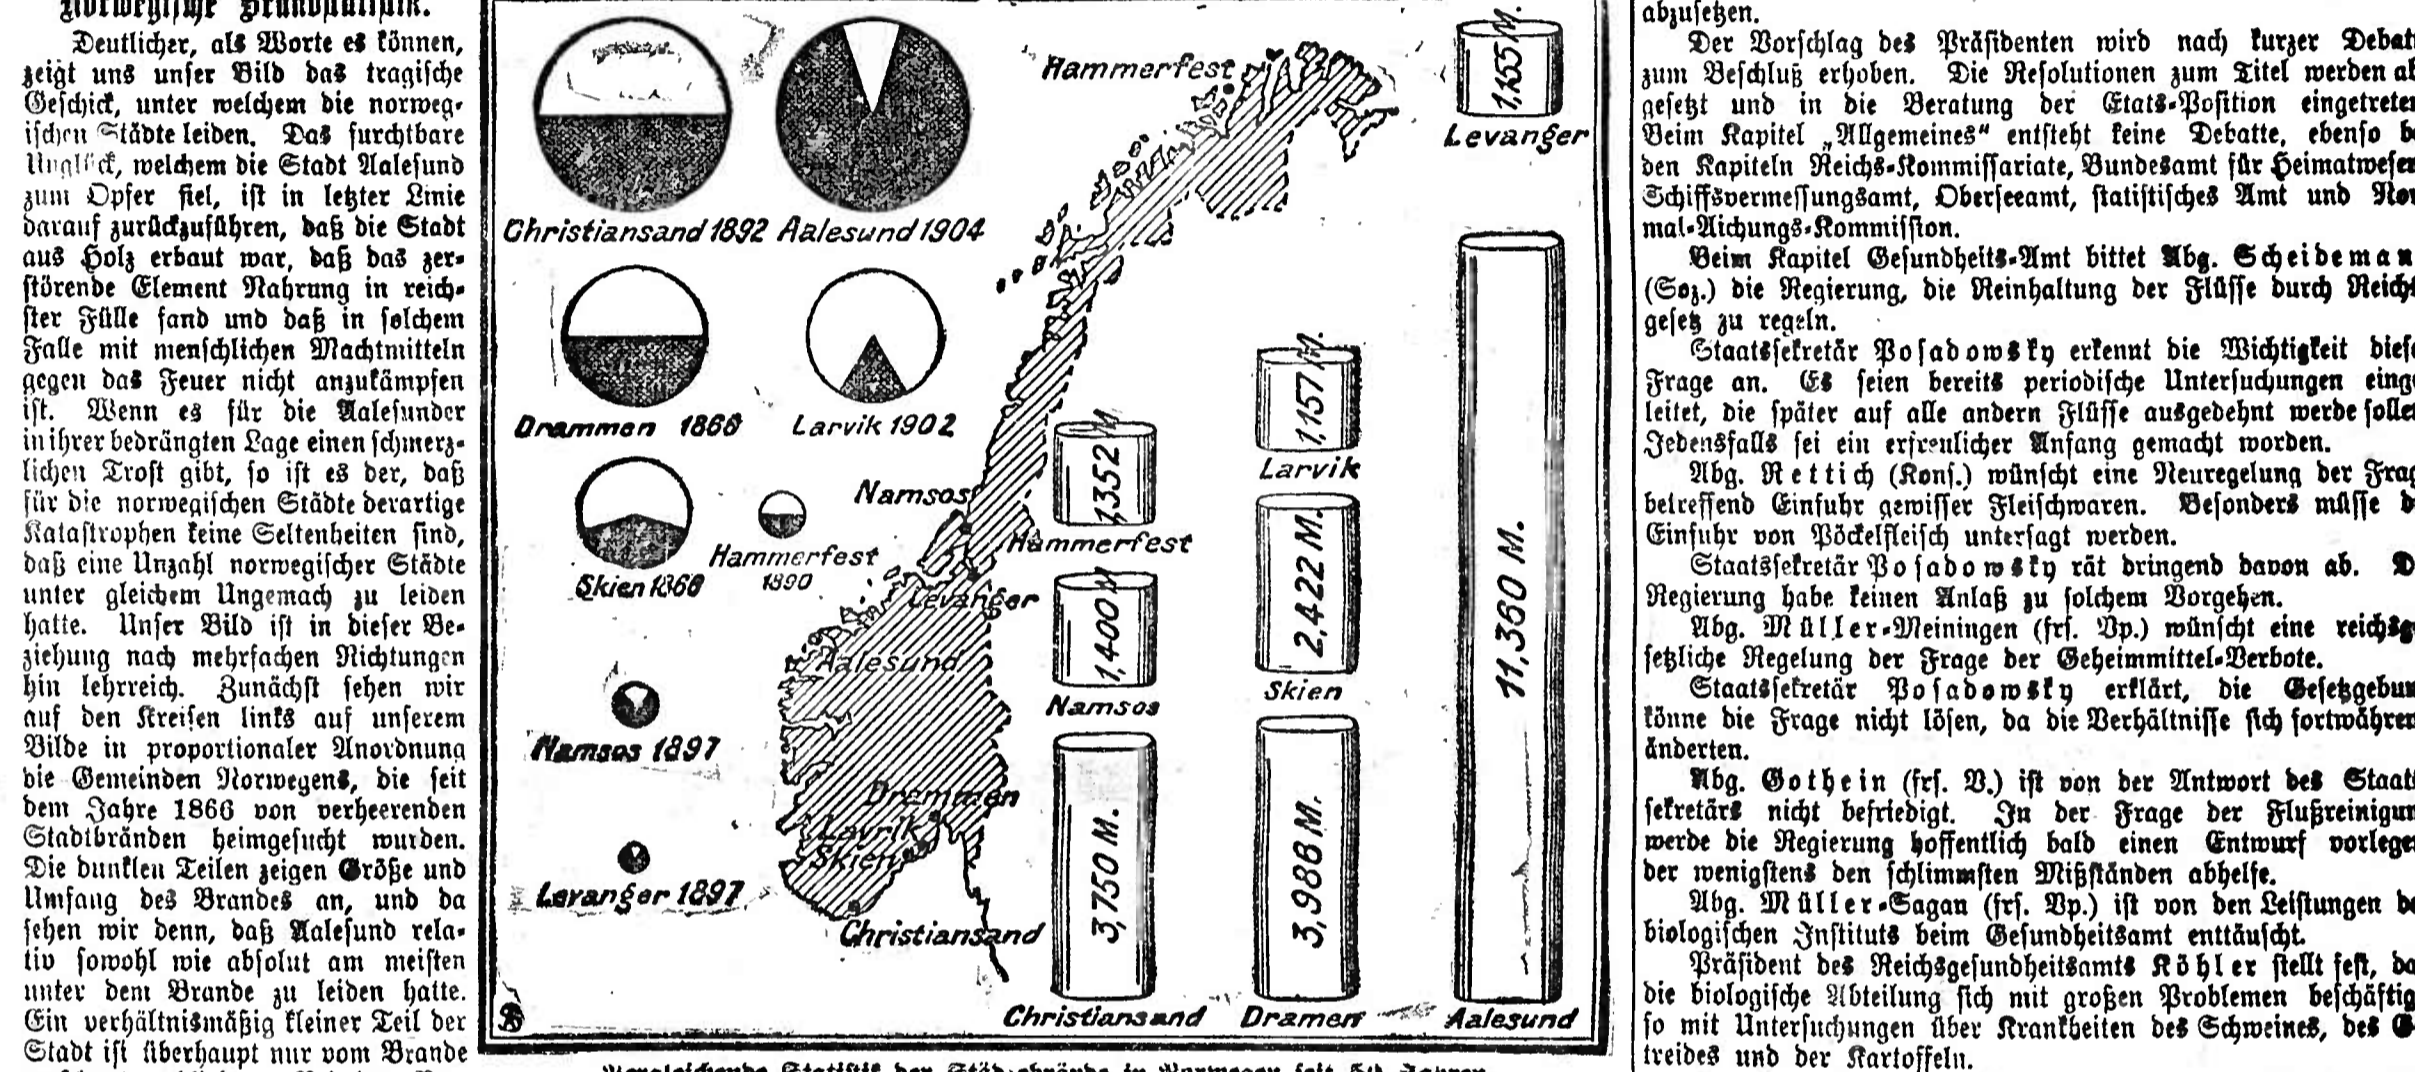 Norwegische Brandstatistik.
Deutlicher, als Worte es können,
zeigt uns unser Bild das tragische
Geschick, unter welchem die norweg-
ischen Städte leiden. Das furchtbare
Unglück, welchem die Stadt Aalesund
zum Opfer fiel, ist in letzter Linie
darauf zurückzuführen, daß die Stadt
aus Holz erbaut war, daß das zer-
störende Element Nahrung in reich-
ster Fülle fand und daß in solchem
Falle mit menschlichen Machtmitteln
gegen das Feuer nicht anzukämpfen
ist. Wenn es für die Aalesunder
in ihrer bedrängten Lage einen schmerz-
lichen Trost gibt, so ist es der, daß
für die norwegischen Städte derartige
Katastrophen keine Seltenheiten sind,
daß eine Unzahl norwegischer Städte
unter gleichem Ungemach zu leiden
hatte. Unser Bild ist in dieser Be-
ziehung nach mehrfachen Richtungen
hin lehrreich. Zunächst sehen wir
auf den Kreisen links auf unserem
Bilde in proportionaler Anordnung
die Gemeinden Norwegens, die seit
dem Jahre 1866 von verheerenden
Stadtbränden heimgesucht wurden.
Die dunklen Teilen zeigen Größe und
Umfang des Brandes an, und da
sehen wir denn, daß Aalesund rela-
tiv sowohl wie absolut am meisten
unter dem Brande zu leiden hatte.
Ein verhältnismäßig kleiner Teil der
Stadt ist überhaupt nur vom Brande
Christiansand 1892 Aalesund 1904
Drammen 1866 Larvik 1902
Skien 1866
Hammerfest
1890
Namsos 1897
Levanger 1897
Hammerfest
Namsos
Levanger
Aalesund
Drammen
Lavrik
Skien
Christiansand
1,155 M.
Levanger
1,352 M
Hammerfest
1,157 M.
Larvik
1,400 M
Namsos
2,422 M.
Skien
3,750 M.
Christiansand
3,988 M.
Dramen
11,360 M.
Aalesund
Vergleichende Statistik der Städtebrände in Norwegen seit 50 Jahren
abzusetzen.
Der Vorschlag des Präsidenten wird nach kurzer Debat
zum Beschluß erhoben. Die Resolutionen zum Titel werden ab
gesetzt und in die Beratung der Etats-Position eingetreten
Beim Kapitel „Allgemeines“ entsteht keine Debatte, ebenso be
den Kapiteln Reichs-Kommissariate, Bundesamt für Heimatwesen
Schiffsvermessungsamt, Oberseeamt, statistisches Amt und Nor
mal-Aichungs-Kommission.
Beim Kapitel Gesundheits-Amt bittet Abg. Scheideman
(Soz.) die Regierung, die Reinhaltung der Flüsse durch Reichs
gesetz zu regeln.
Staatssekretär Posadowsky erkennt die Wichtigkeit diese
Frage an. Es seien bereits periodische Untersuchungen einge
leitet, die später auf alle andern Flüsse ausgedehnt werde sollen
Jedensfalls sei ein erfreulicher Anfang gemacht worden.
Abg. Rettich (Kons.) wünscht eine Neuregelung der Frag
betreffend Einfuhr gewisser Fleischwaren. Besonders müsse d
Einfuhr von Pöckelfleisch untersagt werden.
Staatssekretär Posadowsky rät dringend davon ab. D
Regierung habe keinen Anlaß zu solchem Vorgehen.
Abg. Müller-Meiningen (frs. Vp.) wünscht eine reichsg
setzliche Regelung der Frage der Geheimmittel-Verbote.
Staatssekretär Posadowsky erklärt, die Gesetzgebun
könne die Frage nicht lösen, da die Verhältnisse sich fortwähren
änderten.
Abg. Gothein (frs. V.) ist von der Antwort des Staats
sekretärs nicht befriedigt. In der Frage der Flußreinigun
werde die Regierung hoffentlich bald einen Entwurf vorlegen
der wenigstens den schlimmsten Mißständen abhelfe.
Abg. Müller-Sagan (frs. Vp.) ist von den Leistungen de
biologischen Instituts beim Gesundheitsamt enttäuscht.
Präsident des Reichsgesundheitsamts Köhler stellt fest, da
die biologische Abteilung sich mit großen Problemen beschäftig
so mit Untersuchungen über Krankheiten des Schweines, des G
treides und der Kartoffeln.